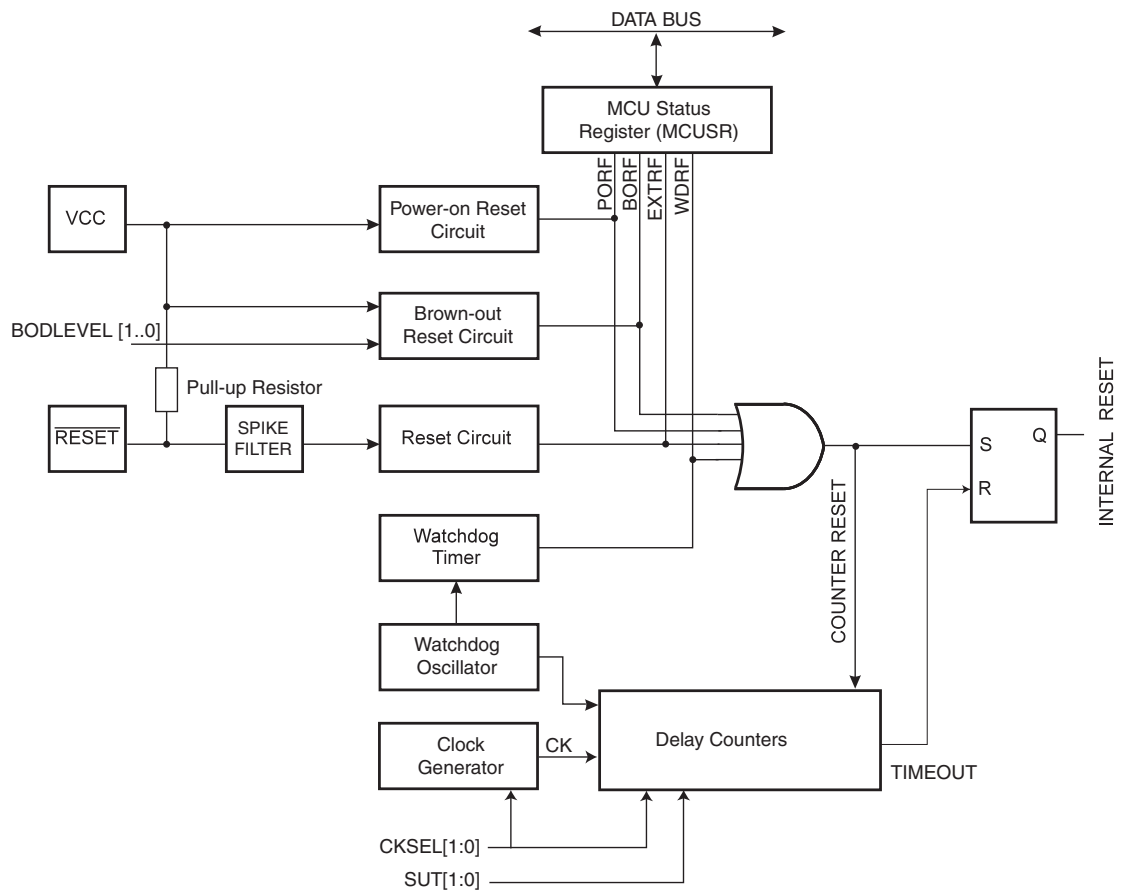 DATA BUS
MCU Status
Register (MCUSR)
PORF
BORF
EXTRF
WDRF
VCC
Power-on Reset
Circuit
BODLEVEL [1..0]
Brown-out
Reset Circuit
Pull-up Resistor
RESET
SPIKE
FILTER
Reset Circuit
S
Q
R
INTERNAL RESET
Watchdog
Timer
COUNTER RESET
Watchdog
Oscillator
Clock
Generator
CK
Delay Counters
TIMEOUT
CKSEL[1:0]
SUT[1:0]